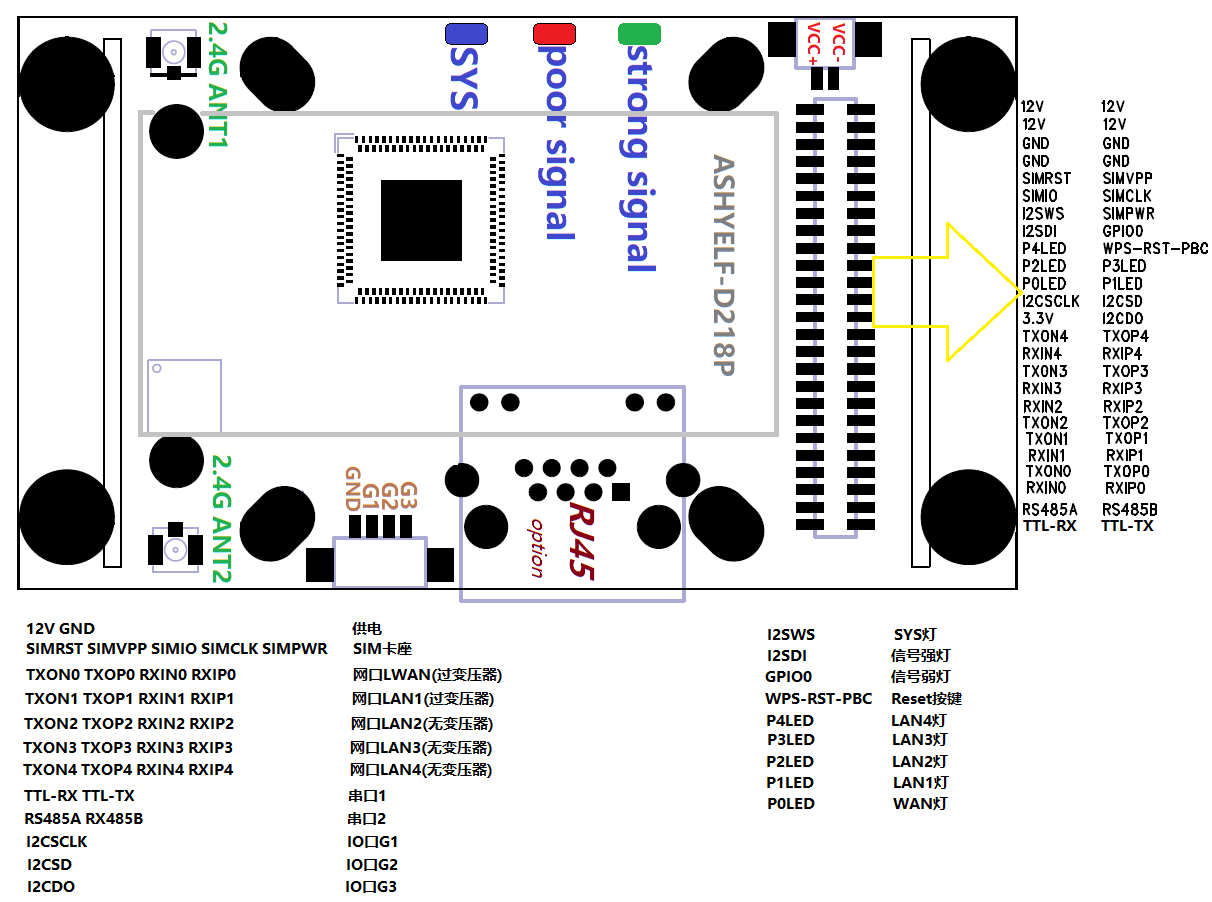 2.4G ANT1
SYS
poor signal
strong signal
VCC+
VCC-
ASHYELF-D218P
2.4G ANT2
GND
G1
G2
G3
RJ45
option
12V 12V
12V 12V
GND GND
GND GND
SIMRST SIMVPP
SIMIO SIMCLK
I2SWS SIMPWR
I2SDI GPIO0
P4LED WPS-RST-PBC
P2LED P3LED
P0LED P1LED
I2CSCLK I2CSD
3.3V I2CDO
TXON4 TXOP4
RXIN4 RXIP4
TXON3 TXOP3
RXIN3 RXIP3
RXIN2 RXIP2
TXON2 TXOP2
TXON1 TXOP1
RXIN1 RXIP1
TXON0 TXOP0
RXIN0 RXIP0
RS485A RS485B
TTL-RX TTL-TX
12V GND 供电
SIMRST SIMVPP SIMIO SIMCLK SIMPWR SIM卡座
TXON0 TXOP0 RXIN0 RXIP0 网口LWAN(过变压器)
TXON1 TXOP1 RXIN1 RXIP1 网口LAN1(过变压器)
TXON2 TXOP2 RXIN2 RXIP2 网口LAN2(无变压器)
TXON3 TXOP3 RXIN3 RXIP3 网口LAN3(无变压器)
TXON4 TXOP4 RXIN4 RXIP4 网口LAN4(无变压器)
TTL-RX TTL-TX 串口1
RS485A RX485B 串口2
I2CSCLK IO口G1
I2CSD IO口G2
I2CDO IO口G3
I2SWS SYS灯
I2SDI 信号强灯
GPIO0 信号弱灯
WPS-RST-PBC Reset按键
P4LED LAN4灯
P3LED LAN3灯
P2LED LAN2灯
P1LED LAN1灯
P0LED WAN灯